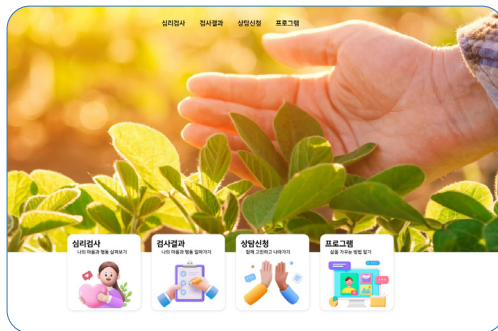 심리검사 검사결과 상담신청 프로그램
심리검사
나의 마음과 행동 살펴보기
검사결과
나의 마음과 행동 알아가기
상담신청
함께 고민하고 나아가기
프로그램
삶을 가꾸는 방법 알기